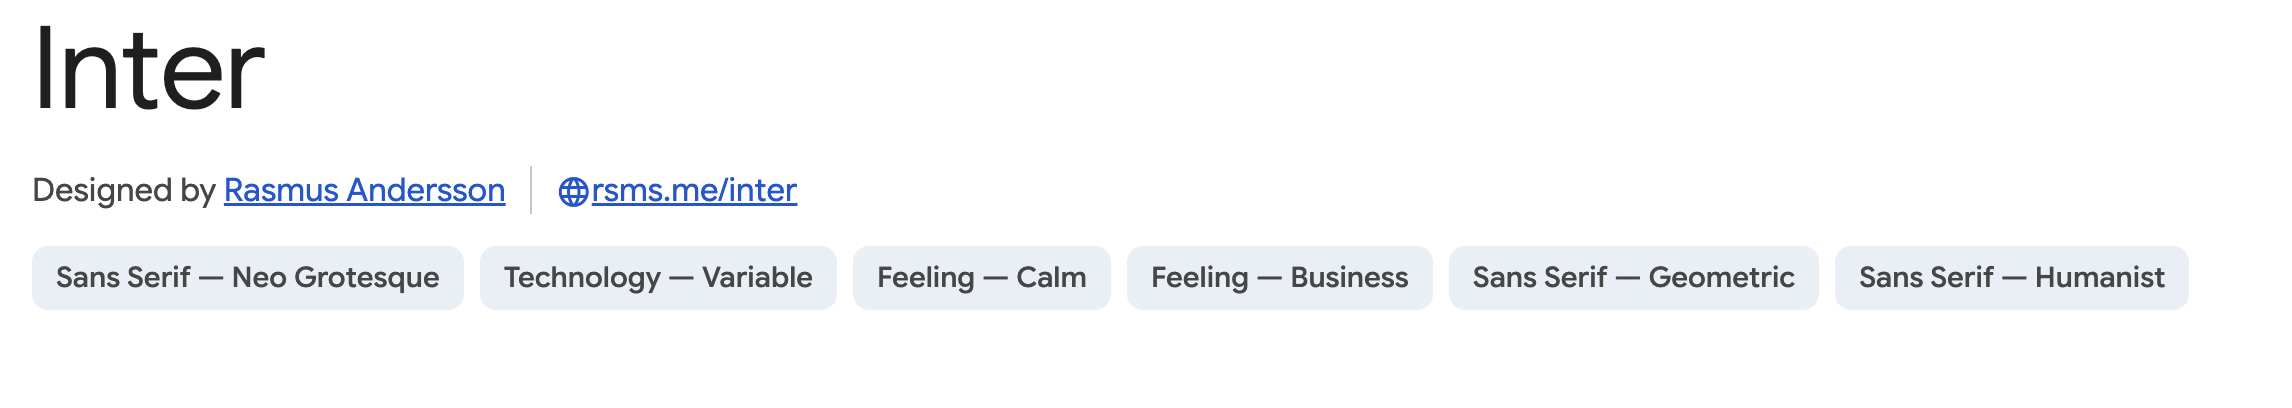 Inter
Designed by Rasmus Andersson rsms.me/inter
Sans Serif — Neo Grotesque Technology — Variable Feeling — Calm Feeling — Business Sans Serif — Geometric Sans Serif — Humanist